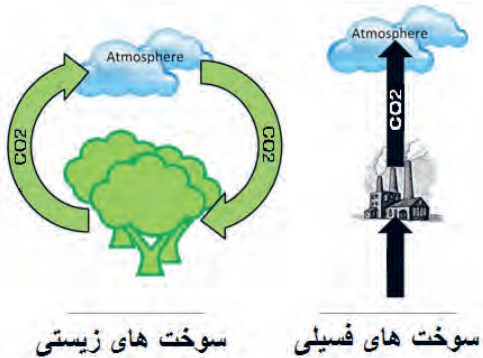 Atmosphere
CO2
CO2
سوخت های زیستی
Atmosphere
CO2
سوخت های فسیلی